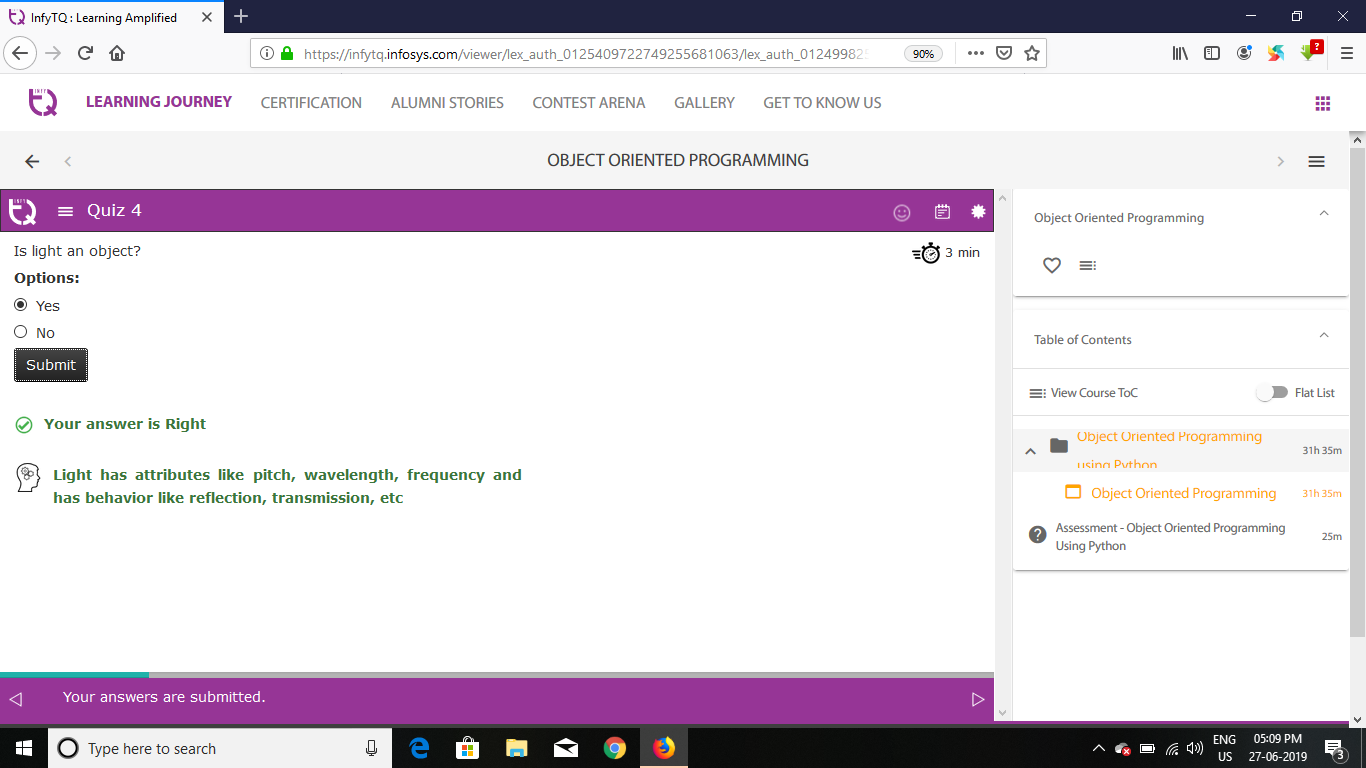 InfyTQ : Learning Amplified
https://infytq.infosys.com/viewer/lex_auth_0125409722749255681063/lex_auth_01249982
90%
LEARNING JOURNEY CERTIFICATION ALUMNI STORIES CONTEST ARENA GALLERY GET TO KNOW US
OBJECT ORIENTED PROGRAMMING
Quiz 4
Is light an object?
3 min
Options:
Yes
No
Submit
Your answer is Right
Light has attributes like pitch, wavelength, frequency and
has behavior like reflection, transmission, etc
Your answers are submitted.
Object Oriented Programming
Table of Contents
View Course ToC Flat List
Object Oriented Programming
using Python
31h 35m
Object Oriented Programming 31h 35m
Assessment - Object Oriented Programming
Using Python
25m
Type here to search
ENG
US
05:09 PM
27-06-2019
3